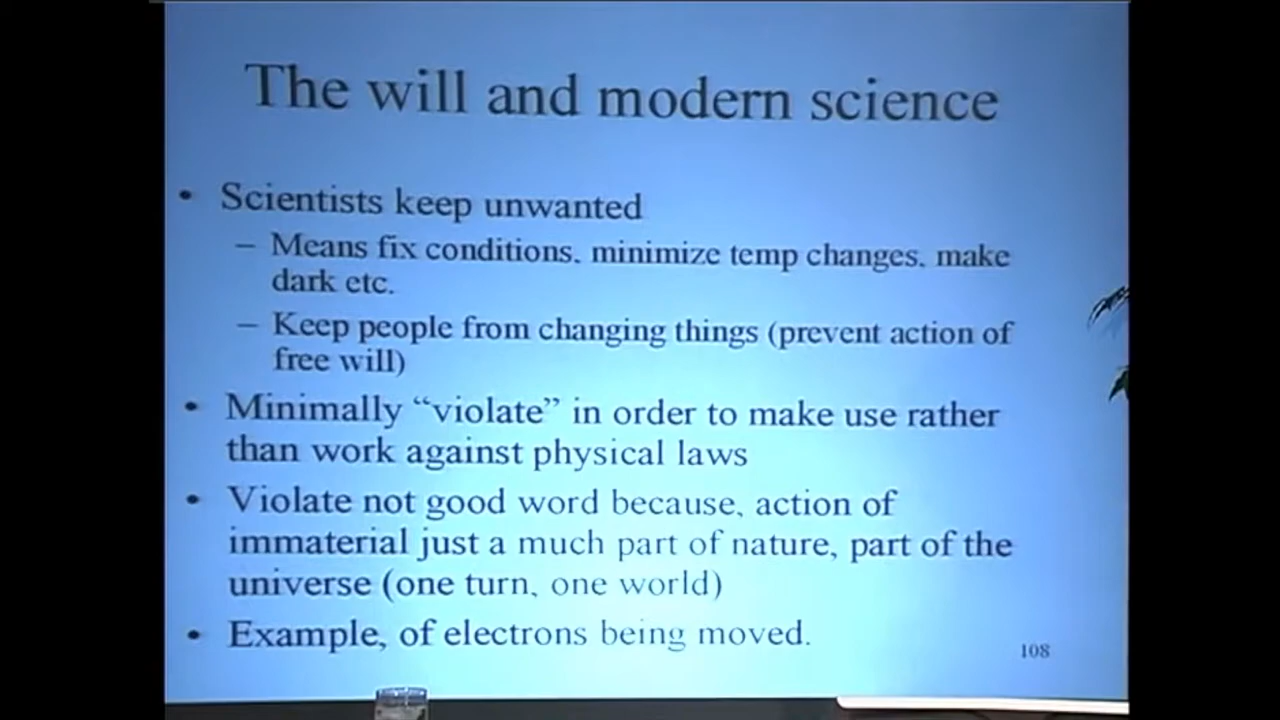 The will and modern science
• Scientists keep unwanted
– Means fix conditions, minimize temp changes, make
dark etc.
– Keep people from changing things (prevent action of
free will)
• Minimally “violate” in order to make use rather
than work against physical laws
• Violate not good word because, action of
immaterial just a much part of nature, part of the
universe (one turn, one world)
• Example, of electrons being moved.
108